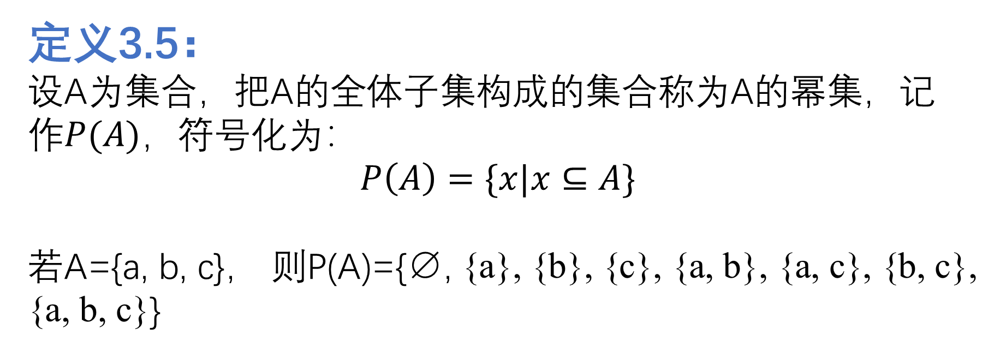 定义3.5：
设A为集合，把A的全体子集构成的集合称为A的幂集，记
作P(A)，符号化为：
P(A) = {x|x ⊆ A}
若A={a, b, c}， 则P(A)={∅, {a}, {b}, {c}, {a, b}, {a, c}, {b, c},
{a, b, c}}